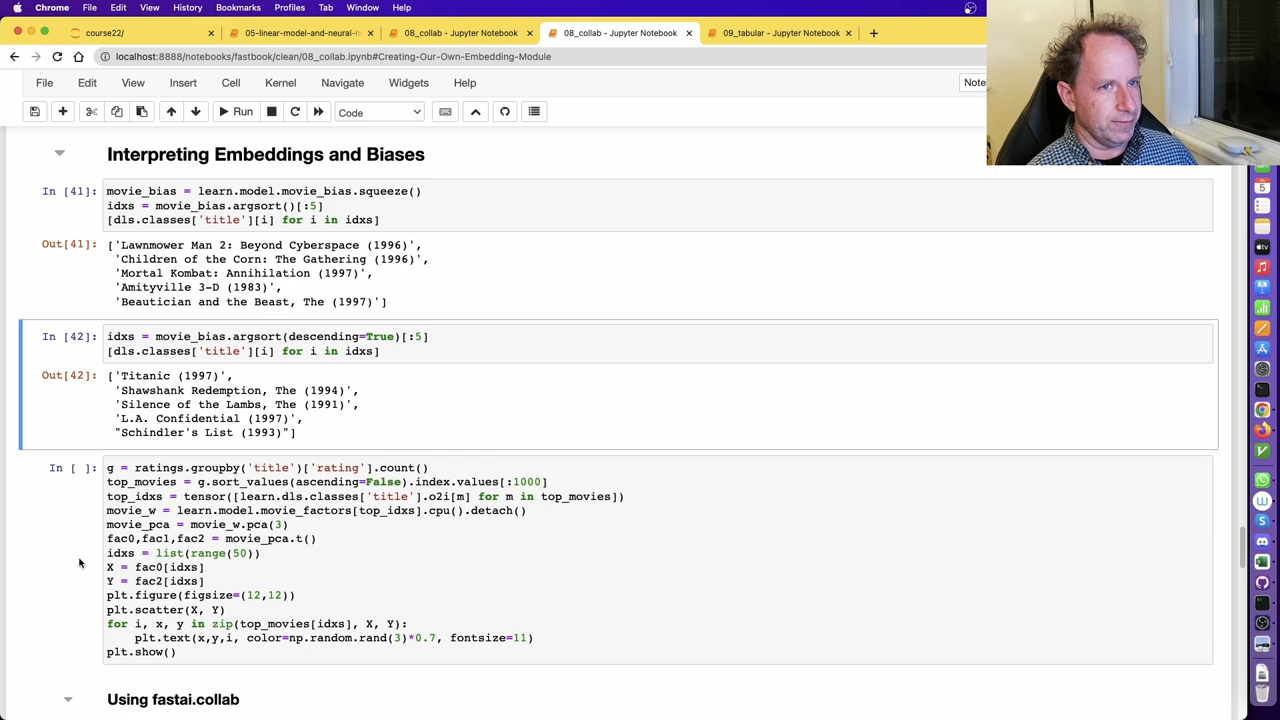 Chrome File Edit View History Bookmarks Profiles Tab Window Help
course22/
05-linear-model-and-neural-n
08_collab - Jupyter Notebook
08_collab - Jupyter Notebook
09_tabular - Jupyter Notebook
localhost:8888/notebooks/fastbook/clean/08_collab.ipynb#Creating-Our-Own-Embedding-Module
File Edit View Insert Cell Kernel Navigate Widgets Help
Note
Run
Code
Interpreting Embeddings and Biases
In [41]: movie_bias = learn.model.movie_bias.squeeze()
idxs = movie_bias.argsort()[:5]
[dls.classes['title'][i] for i in idxs]
Out[41]: ['Lawnmower Man 2: Beyond Cyberspace (1996)',
'Children of the Corn: The Gathering (1996)',
'Mortal Kombat: Annihilation (1997)',
'Amityville 3-D (1983)',
'Beautician and the Beast, The (1997)']
In [42]: idxs = movie_bias.argsort(descending=True)[:5]
[dls.classes['title'][i] for i in idxs]
Out[42]: ['Titanic (1997)',
'Shawshank Redemption, The (1994)',
'Silence of the Lambs, The (1991)',
'L.A. Confidential (1997)',
"Schindler's List (1993)"]
In [ ]: g = ratings.groupby('title')['rating'].count()
top_movies = g.sort_values(ascending=False).index.values[:1000]
top_idxs = tensor([learn.dls.classes['title'].o2i[m] for m in top_movies])
movie_w = learn.model.movie_factors[top_idxs].cpu().detach()
movie_pca = movie_w.pca(3)
fac0,fac1,fac2 = movie_pca.t()
idxs = list(range(50))
X = fac0[idxs]
Y = fac2[idxs]
plt.figure(figsize=(12,12))
plt.scatter(X, Y)
for i, x, y in zip(top_movies[idxs], X, Y):
plt.text(x,y,i, color=np.random.rand(3)*0.7, fontsize=11)
plt.show()
Using fastai.collab
5